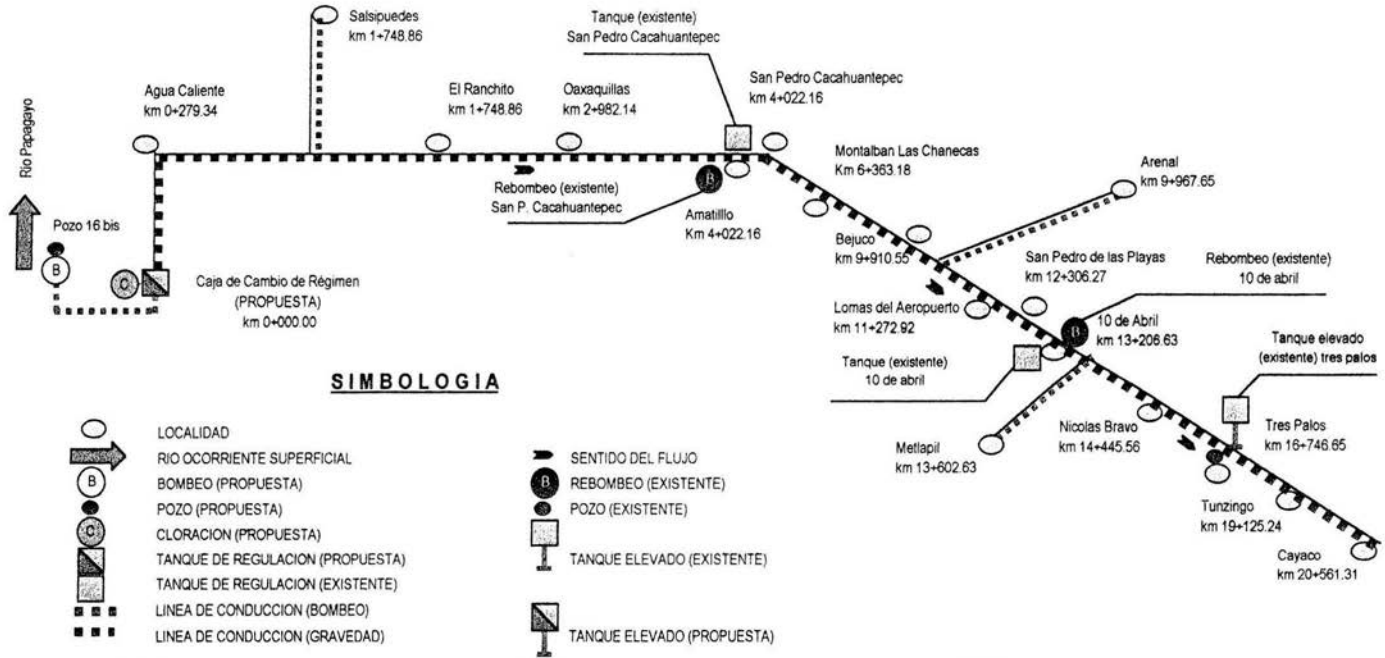 Salsipuedes
km 1+748.86
Tanque (existente)
San Pedro Cacahuantepec
Agua Caliente
km 0+279.34
El Ranchito
km 1+748.86
Oaxaquillas
km 2+982.14
San Pedro Cacahuantepec
km 4+022.16
Rio Papagayo
Montalban Las Chanecas
Km 6+363.18
Arenal
km 9+967.65
Rebombeo (existente)
San P. Cacahuantepec
B
Amatilllo
Km 4+022.16
Pozo 16 bis
B
C
Caja de Cambio de Régimen
(PROPUESTA)
km 0+000.00
Bejuco
km 9+910.55
San Pedro de las Playas
km 12+306.27
Rebombeo (existente)
10 de abril
Lomas del Aeropuerto
km 11+272.92
B
10 de Abril
km 13+206.63
Tanque (existente)
10 de abril
Tanque elevado
(existente) tres palos
Metlapil
km 13+602.63
Nicolas Bravo
km 14+445.56
Tres Palos
km 16+746.65
Tunzingo
km 19+125.24
Cayaco
km 20+561.31
SIMBOLOGIA
LOCALIDAD
RIO OCORRIENTE SUPERFICIAL
B
BOMBEO (PROPUESTA)
POZO (PROPUESTA)
C
CLORACION (PROPUESTA)
TANQUE DE REGULACION (PROPUESTA)
TANQUE DE REGULACION (EXISTENTE)
LINEA DE CONDUCCION (BOMBEO)
LINEA DE CONDUCCION (GRAVEDAD)
SENTIDO DEL FLUJO
B
REBOMBEO (EXISTENTE)
POZO (EXISTENTE)
TANQUE ELEVADO (EXISTENTE)
TANQUE ELEVADO (PROPUESTA)